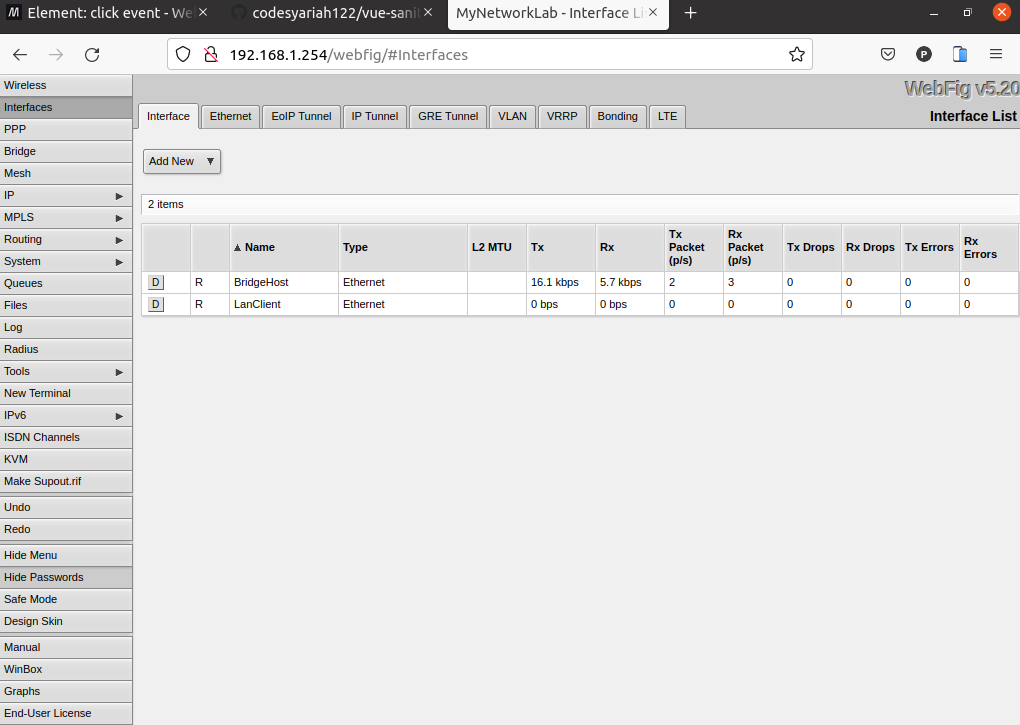 Element: click event - We
codesyariah122/vue-sani
MyNetworkLab - Interface Li
192.168.1.254/webfig/#Interfaces
P
WebFig v5.20
Interface List
Wireless
Interfaces
PPP
Bridge
Mesh
IP
MPLS
Routing
System
Queues
Files
Log
Radius
Tools
New Terminal
IPv6
ISDN Channels
KVM
Make Supout.rif
Undo
Redo
Hide Menu
Hide Passwords
Safe Mode
Design Skin
Manual
WinBox
Graphs
End-User License
Interface Ethernet EoIP Tunnel IP Tunnel GRE Tunnel VLAN VRRP Bonding LTE
Add New
2 items
Name Type L2 MTU Tx Rx Tx Packet (p/s) Rx Packet (p/s) Tx Drops Rx Drops Tx Errors Rx Errors
D R BridgeHost Ethernet 16.1 kbps 5.7 kbps 2 3 0 0 0 0
D R LanClient Ethernet 0 bps 0 bps 0 0 0 0 0 0